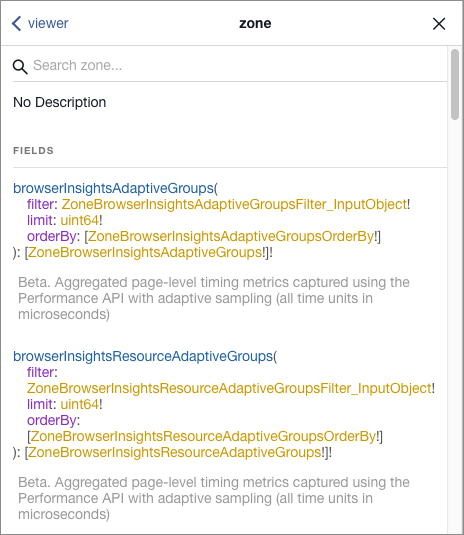 viewer
zone
Search zone...
No Description
FIELDS
browserInsightsAdaptiveGroups(
filter: ZoneBrowserInsightsAdaptiveGroupsFilter_InputObject!
limit: uint64!
orderBy: [ZoneBrowserInsightsAdaptiveGroupsOrderBy!]
): [ZoneBrowserInsightsAdaptiveGroups!]!
Beta. Aggregated page-level timing metrics captured using the
Performance API with adaptive sampling (all time units in
microseconds)
browserInsightsResourceAdaptiveGroups(
filter:
ZoneBrowserInsightsResourceAdaptiveGroupsFilter_InputObject!
limit: uint64!
orderBy:
[ZoneBrowserInsightsResourceAdaptiveGroupsOrderBy!]
): [ZoneBrowserInsightsResourceAdaptiveGroups!]!
Beta. Aggregated page-level timing metrics captured using the
Performance API with adaptive sampling (all time units in
microseconds)